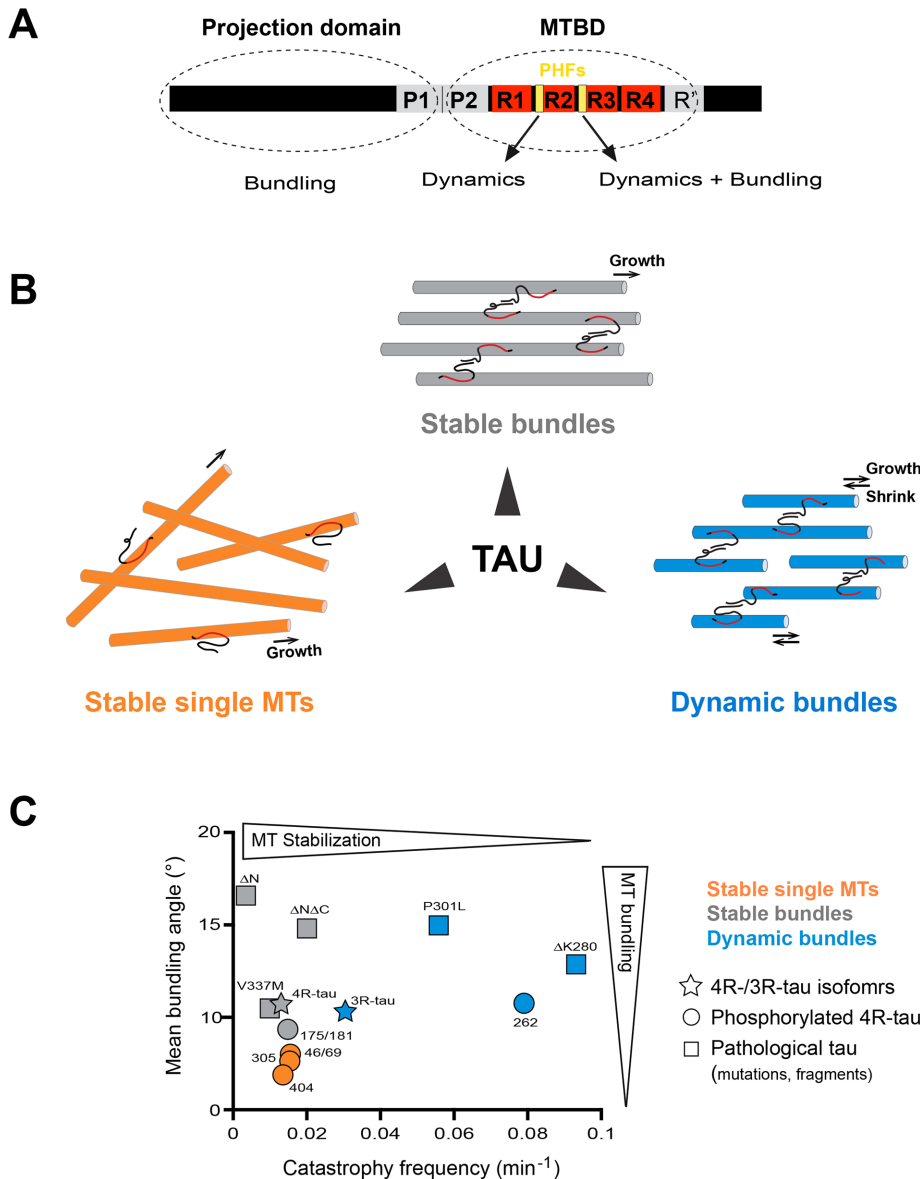 A
Projection domain
MTBD
PHFs
P1 P2 R1 R2 R3 R4 R'
Bundling
Dynamics
Dynamics + Bundling
B
Growth
Stable bundles
Growth
Shrink
TAU
Growth
Stable single MTs
Dynamic bundles
C
MT Stabilization
MT bundling
Mean bundling angle (°)
20
15
10
5
0
0 0.02 0.04 0.06 0.08 0.1
Catastrophy frequency (min-1)
ΔN
ΔNΔC
P301L
ΔK280
V337M
4R-tau
3R-tau
262
175/181
46/69
305
404
Stable single MTs
Stable bundles
Dynamic bundles
4R-/3R-tau isofomrs
Phosphorylated 4R-tau
Pathological tau
(mutations, fragments)